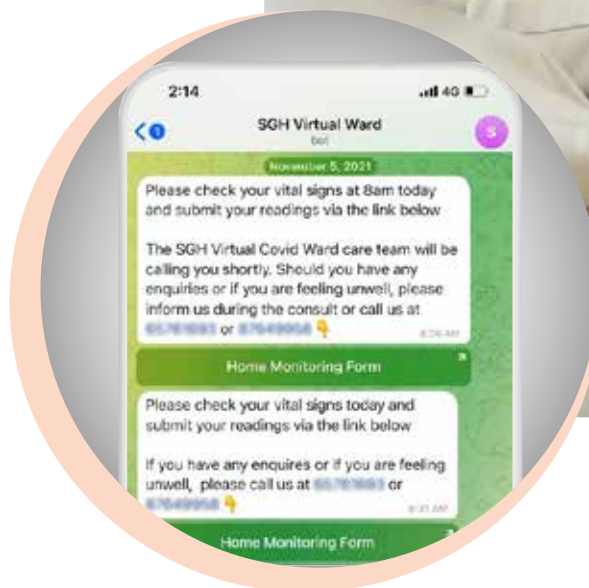 2:14
4G
SGH Virtual Ward
bot
November 5, 2021
Please check your vital signs at 8am today
and submit your readings via the link below
The SGH Virtual Covid Ward care team will be
calling you shortly. Should you have any
enquiries or if you are feeling unwell, please
inform us during the consult or call us at
or
Home Monitoring Form
Please check your vital signs today and
submit your readings via the link below
If you have any enquires or if you are feeling
unwell, please call us at or
Home Monitoring Form